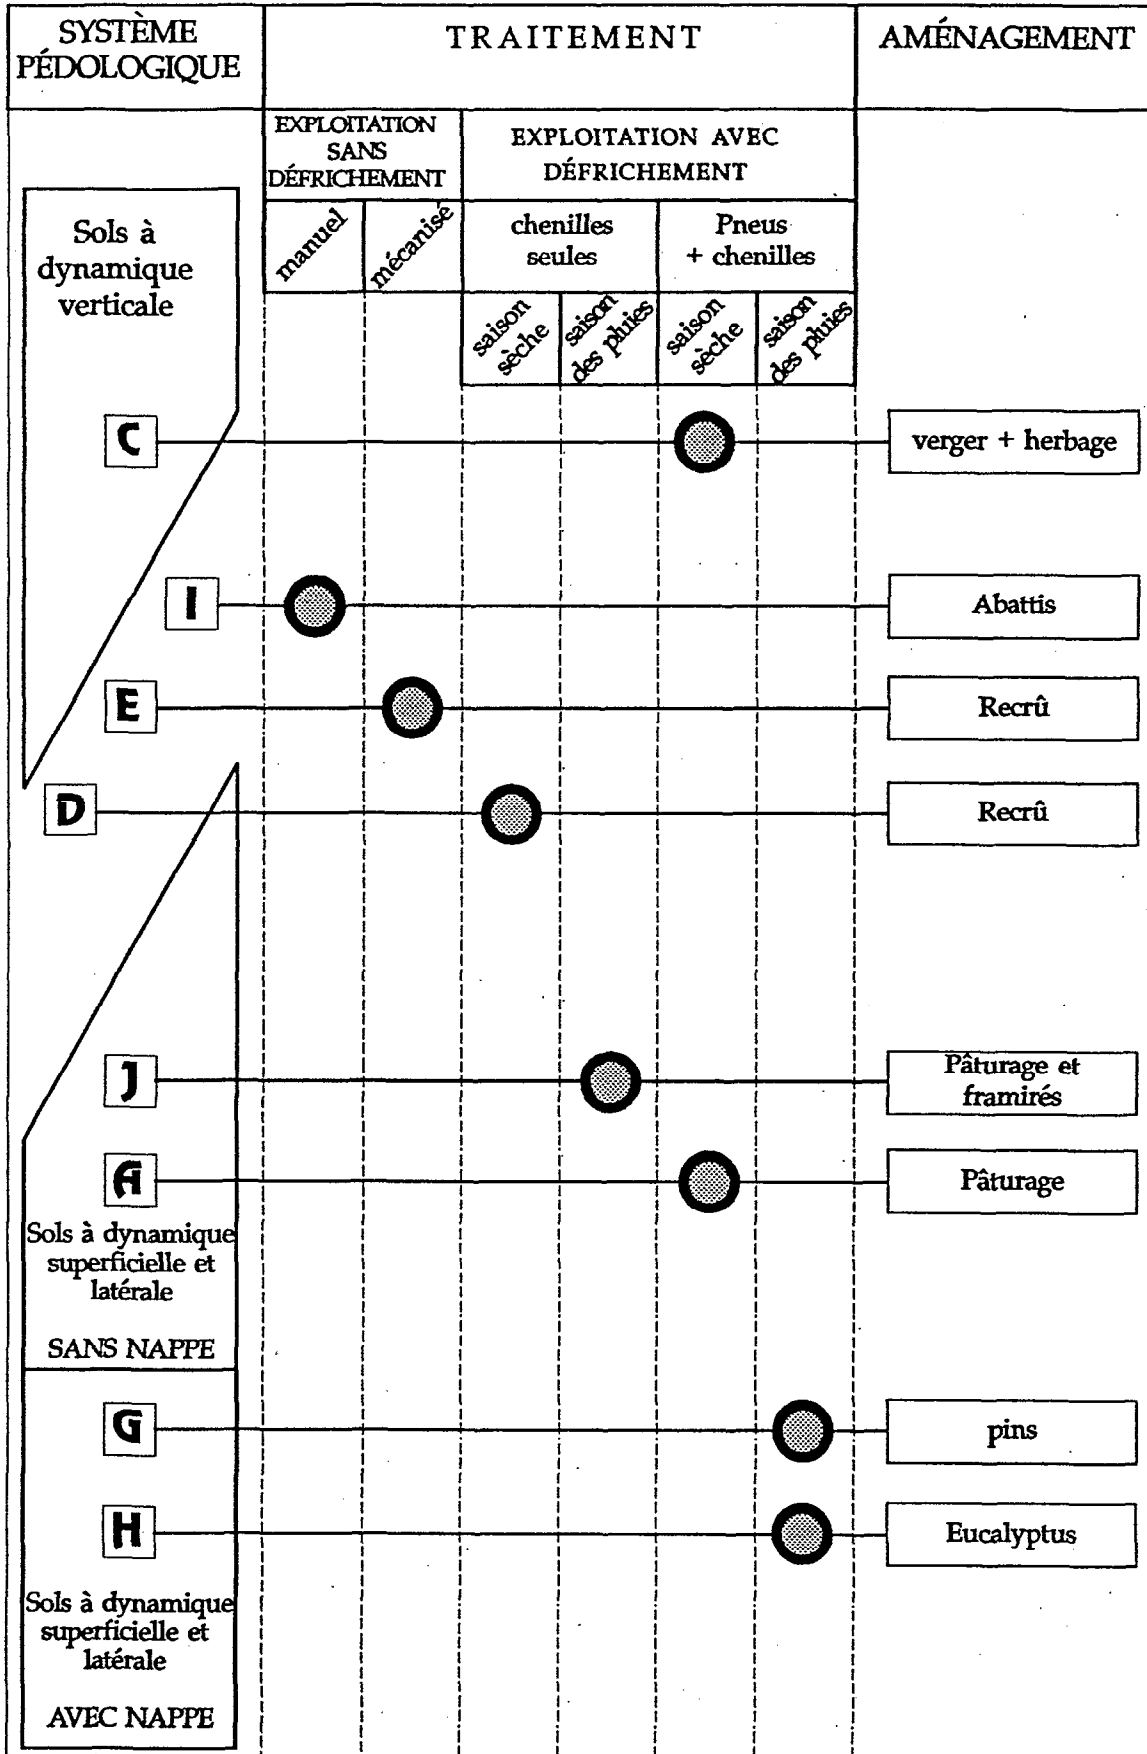 SYSTÈME
PÉDOLOGIQUE
TRAITEMENT
AMÉNAGEMENT
EXPLOITATION
SANS
DÉFRICHEMENT
EXPLOITATION AVEC
DÉFRICHEMENT
manuel
mécanisé
chenilles
seules
Pneus
+ chenilles
saison
sèche
saison
des pluies
saison
sèche
saison
des pluies
Sols à
dynamique
verticale
C
verger + herbage
I
Abattis
E
Recrû
D
Recrû
J
Pâturage et
framirés
A
Pâturage
Sols à dynamique
superficielle et
latérale
SANS NAPPE
G
pins
H
Eucalyptus
Sols à dynamique
superficielle et
latérale
AVEC NAPPE